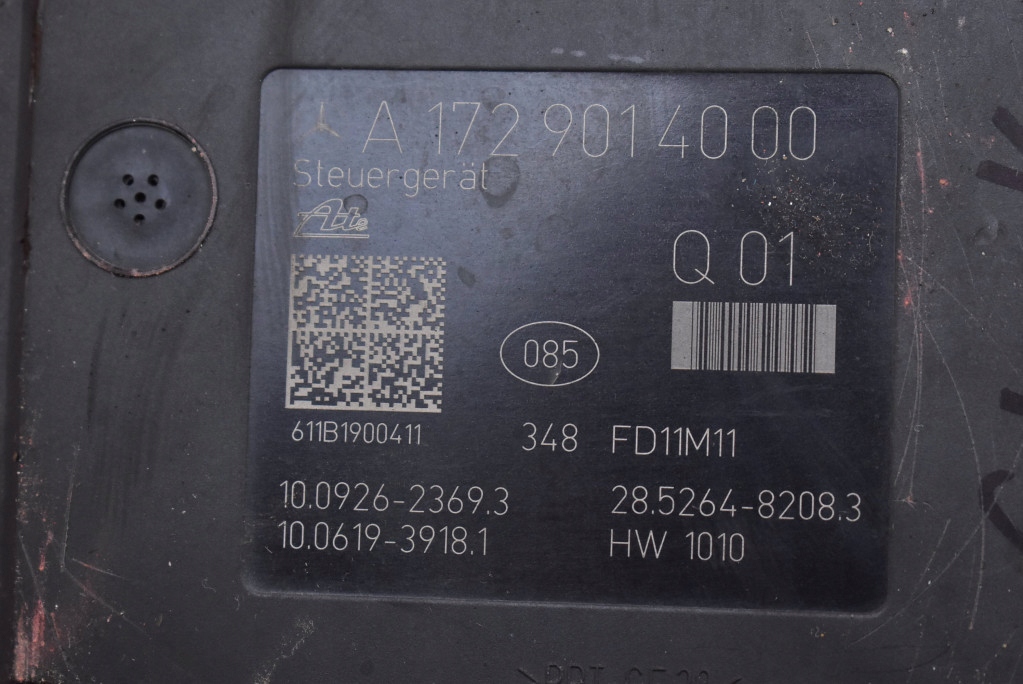 A 172 901 40 00
Steuergerät
Ate
Q 01
085
611B1900411
348 FD11M11
10.0926-2369.3
28.5264-8208.3
10.0619-3918.1
HW 1010